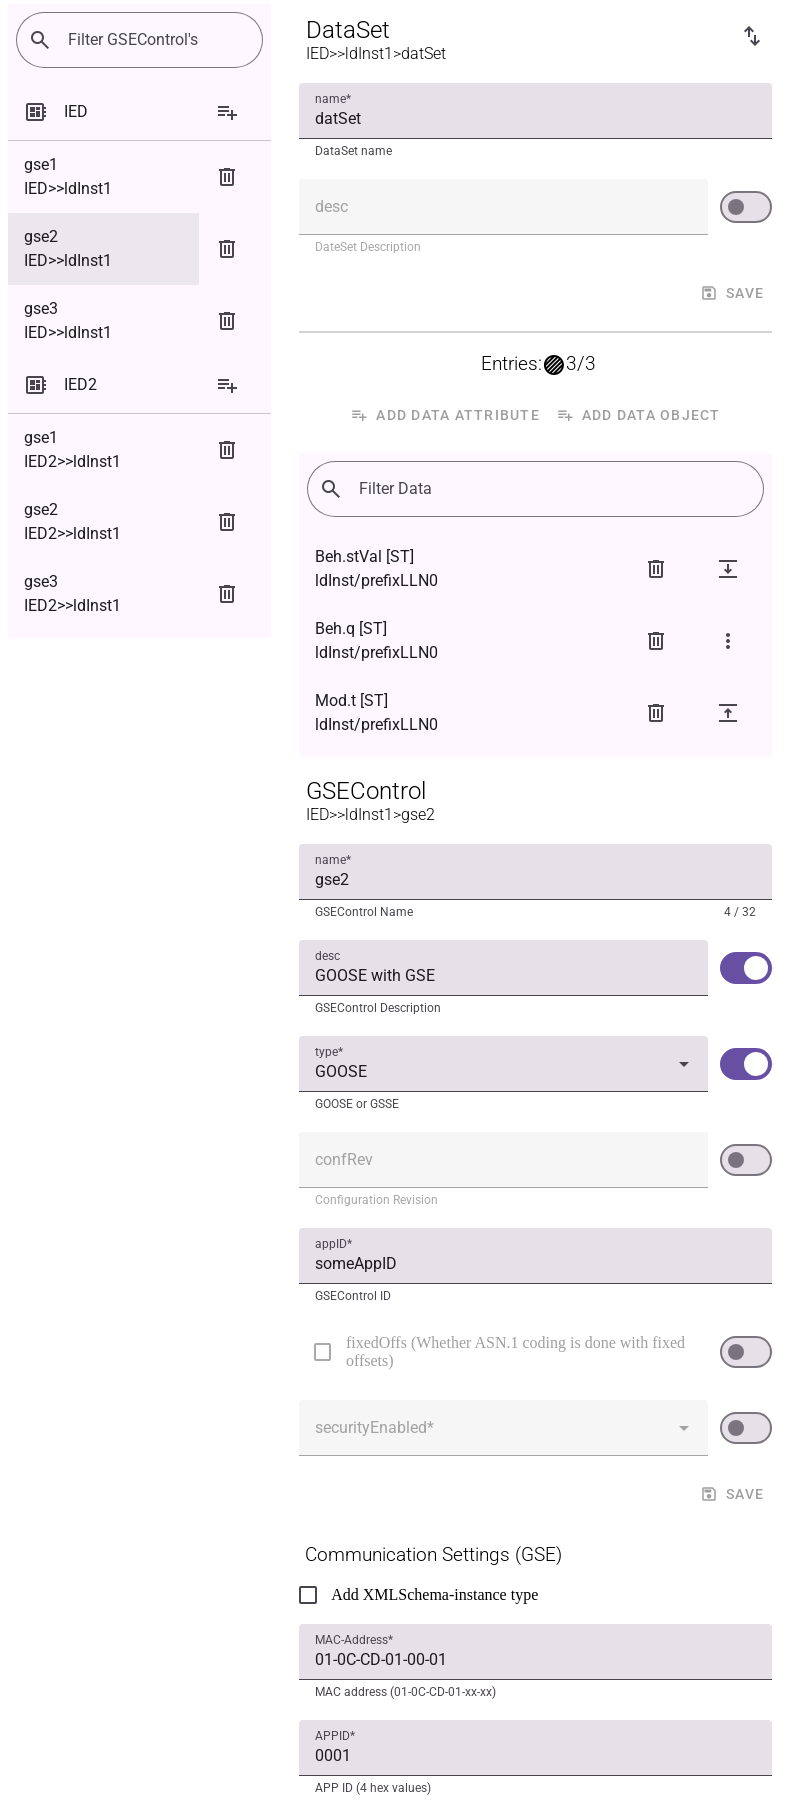 Filter GSEControl's
IED
gse1
IED>>ldInst1
gse2
IED>>ldInst1
gse3
IED>>ldInst1
IED2
gse1
IED2>>ldInst1
gse2
IED2>>ldInst1
gse3
IED2>>ldInst1
DataSet
IED>>ldInst1>datSet
name*
datSet
DataSet name
desc
DateSet Description
SAVE
Entries: 3/3
ADD DATA ATTRIBUTE ADD DATA OBJECT
Filter Data
Beh.stVal [ST]
ldInst/prefixLLN0
Beh.q [ST]
ldInst/prefixLLN0
Mod.t [ST]
ldInst/prefixLLN0
GSEControl
IED>>ldInst1>gse2
name*
gse2
GSEControl Name 4 / 32
desc
GOOSE with GSE
GSEControl Description
type*
GOOSE
GOOSE or GSSE
confRev
Configuration Revision
appID*
someAppID
GSEControl ID
fixedOffs (Whether ASN.1 coding is done with fixed
offsets)
securityEnabled*
SAVE
Communication Settings (GSE)
Add XMLSchema-instance type
MAC-Address*
01-0C-CD-01-00-01
MAC address (01-0C-CD-01-xx-xx)
APPID*
0001
APP ID (4 hex values)